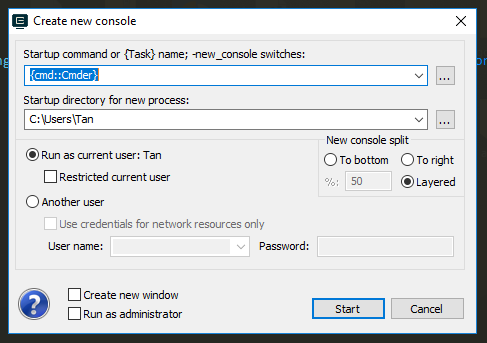 Create new console
Startup command or {Task} name; -new_console switches:
{cmd::Cmder}
...
Startup directory for new process:
C:\Users\Tan
...
New console split
Run as current user: Tan
To bottom
To right
Restricted current user
%:
50
Layered
Another user
Use credentials for network resources only
User name:
Password:
?
Create new window
Run as administrator
Start
Cancel